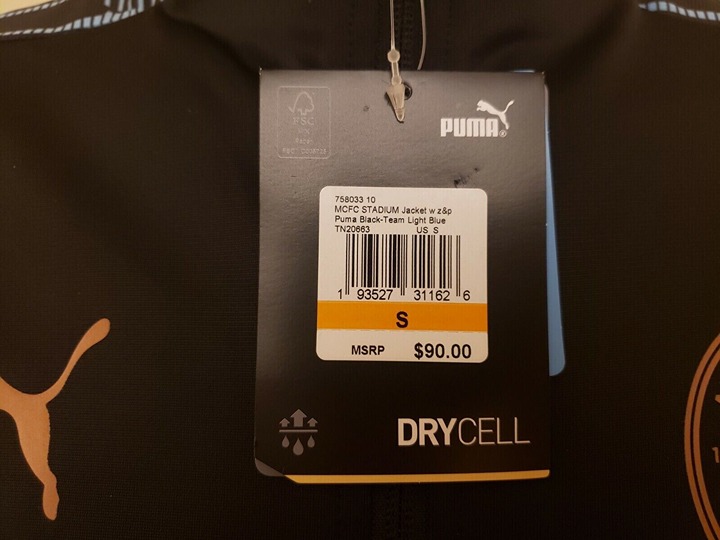 FSC
PUMA®
758033 10
MCFC STADIUM Jacket w z&p
Puma Black-Team Light Blue
TN20663 US S
1 93527 31162 6
S
MSRP $90.00
DRYCELL